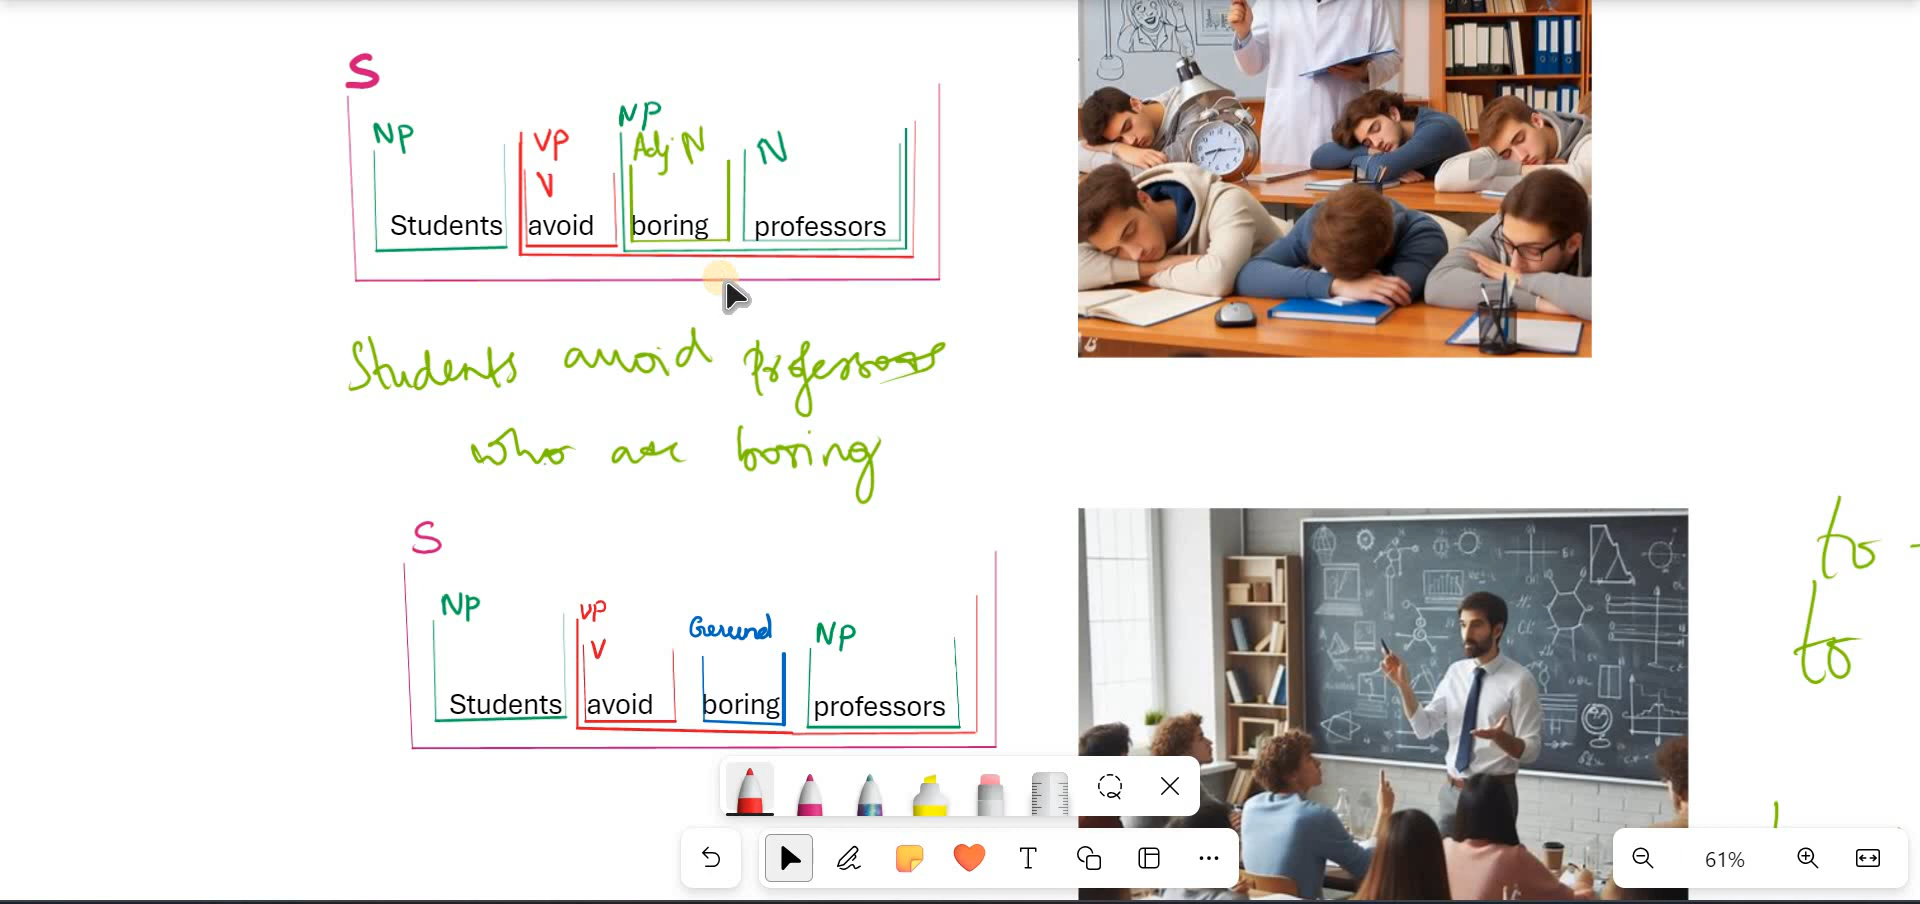 S
NP VP NP
V Adj N N
Students avoid boring professors
Students avoid professors
who are boring
S
NP VP Gerund NP
V
Students avoid boring professors
to
to
T
61%